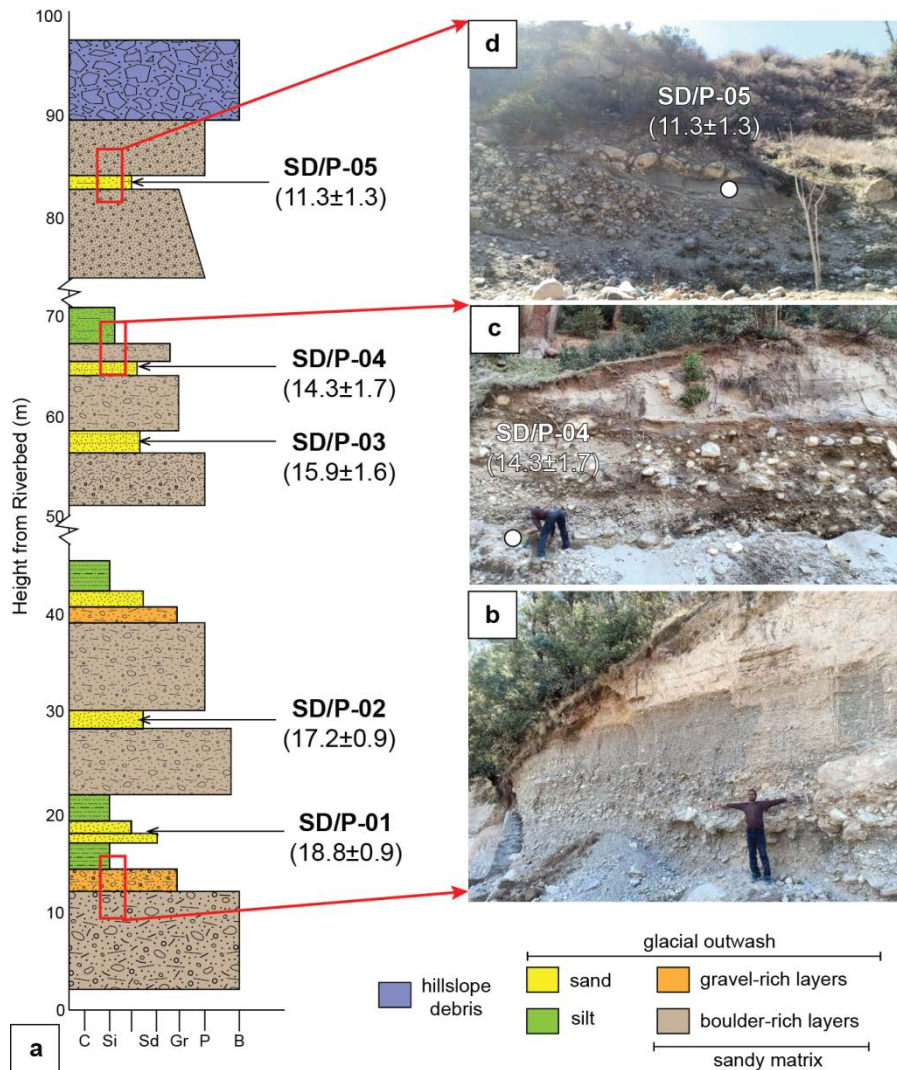 100
90
80
70
60
50
40
30
20
10
0
Height from Riverbed (m)
SD/P-05
(11.3±1.3)
SD/P-04
(14.3±1.7)
SD/P-03
(15.9±1.6)
SD/P-02
(17.2±0.9)
SD/P-01
(18.8±0.9)
C Si Sd Gr P B
a
d
SD/P-05
(11.3±1.3)
c
SD/P-04
(14.3±1.7)
b
glacial outwash
hillslope
debris
sand
gravel-rich layers
silt
boulder-rich layers
sandy matrix